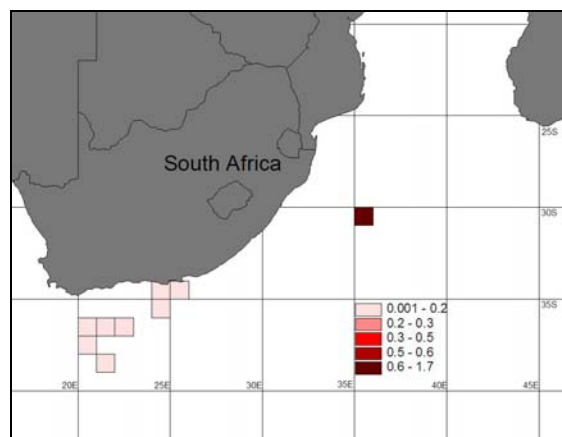 25S
South Africa
30S
35S
0.001 - 0.2
0.2 - 0.3
0.3 - 0.5
0.5 - 0.6
0.6 - 1.7
20E 25E 30E 35E 40E 45E